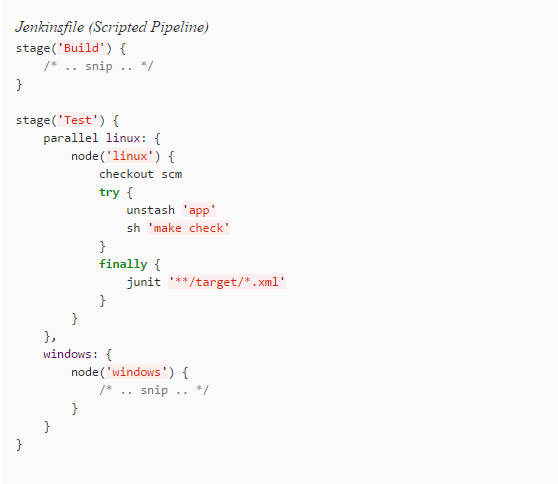 Jenkinsfile (Scripted Pipeline)
stage('Build') {
    /* .. snip .. */
}

stage('Test') {
    parallel linux: {
        node('linux') {
            checkout scm
            try {
                unstash 'app'
                sh 'make check'
            }
            finally {
                junit '**/target/*.xml'
            }
        }
    },
    windows: {
        node('windows') {
            /* .. snip .. */
        }
    }
}